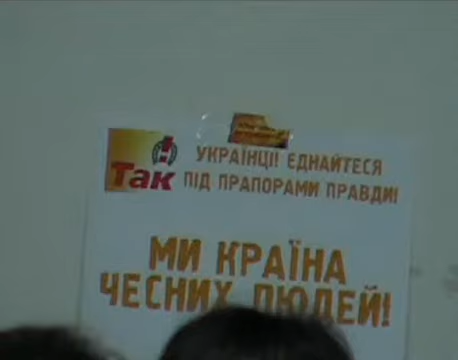 Так
УКРАЇНЦІ! ЄДНАЙТЕСЯ
ПІД ПРАПОРАМИ ПРАВДИ!
МИ КРАЇНА
ЧЕСНИХ ЛЮДЕЙ!